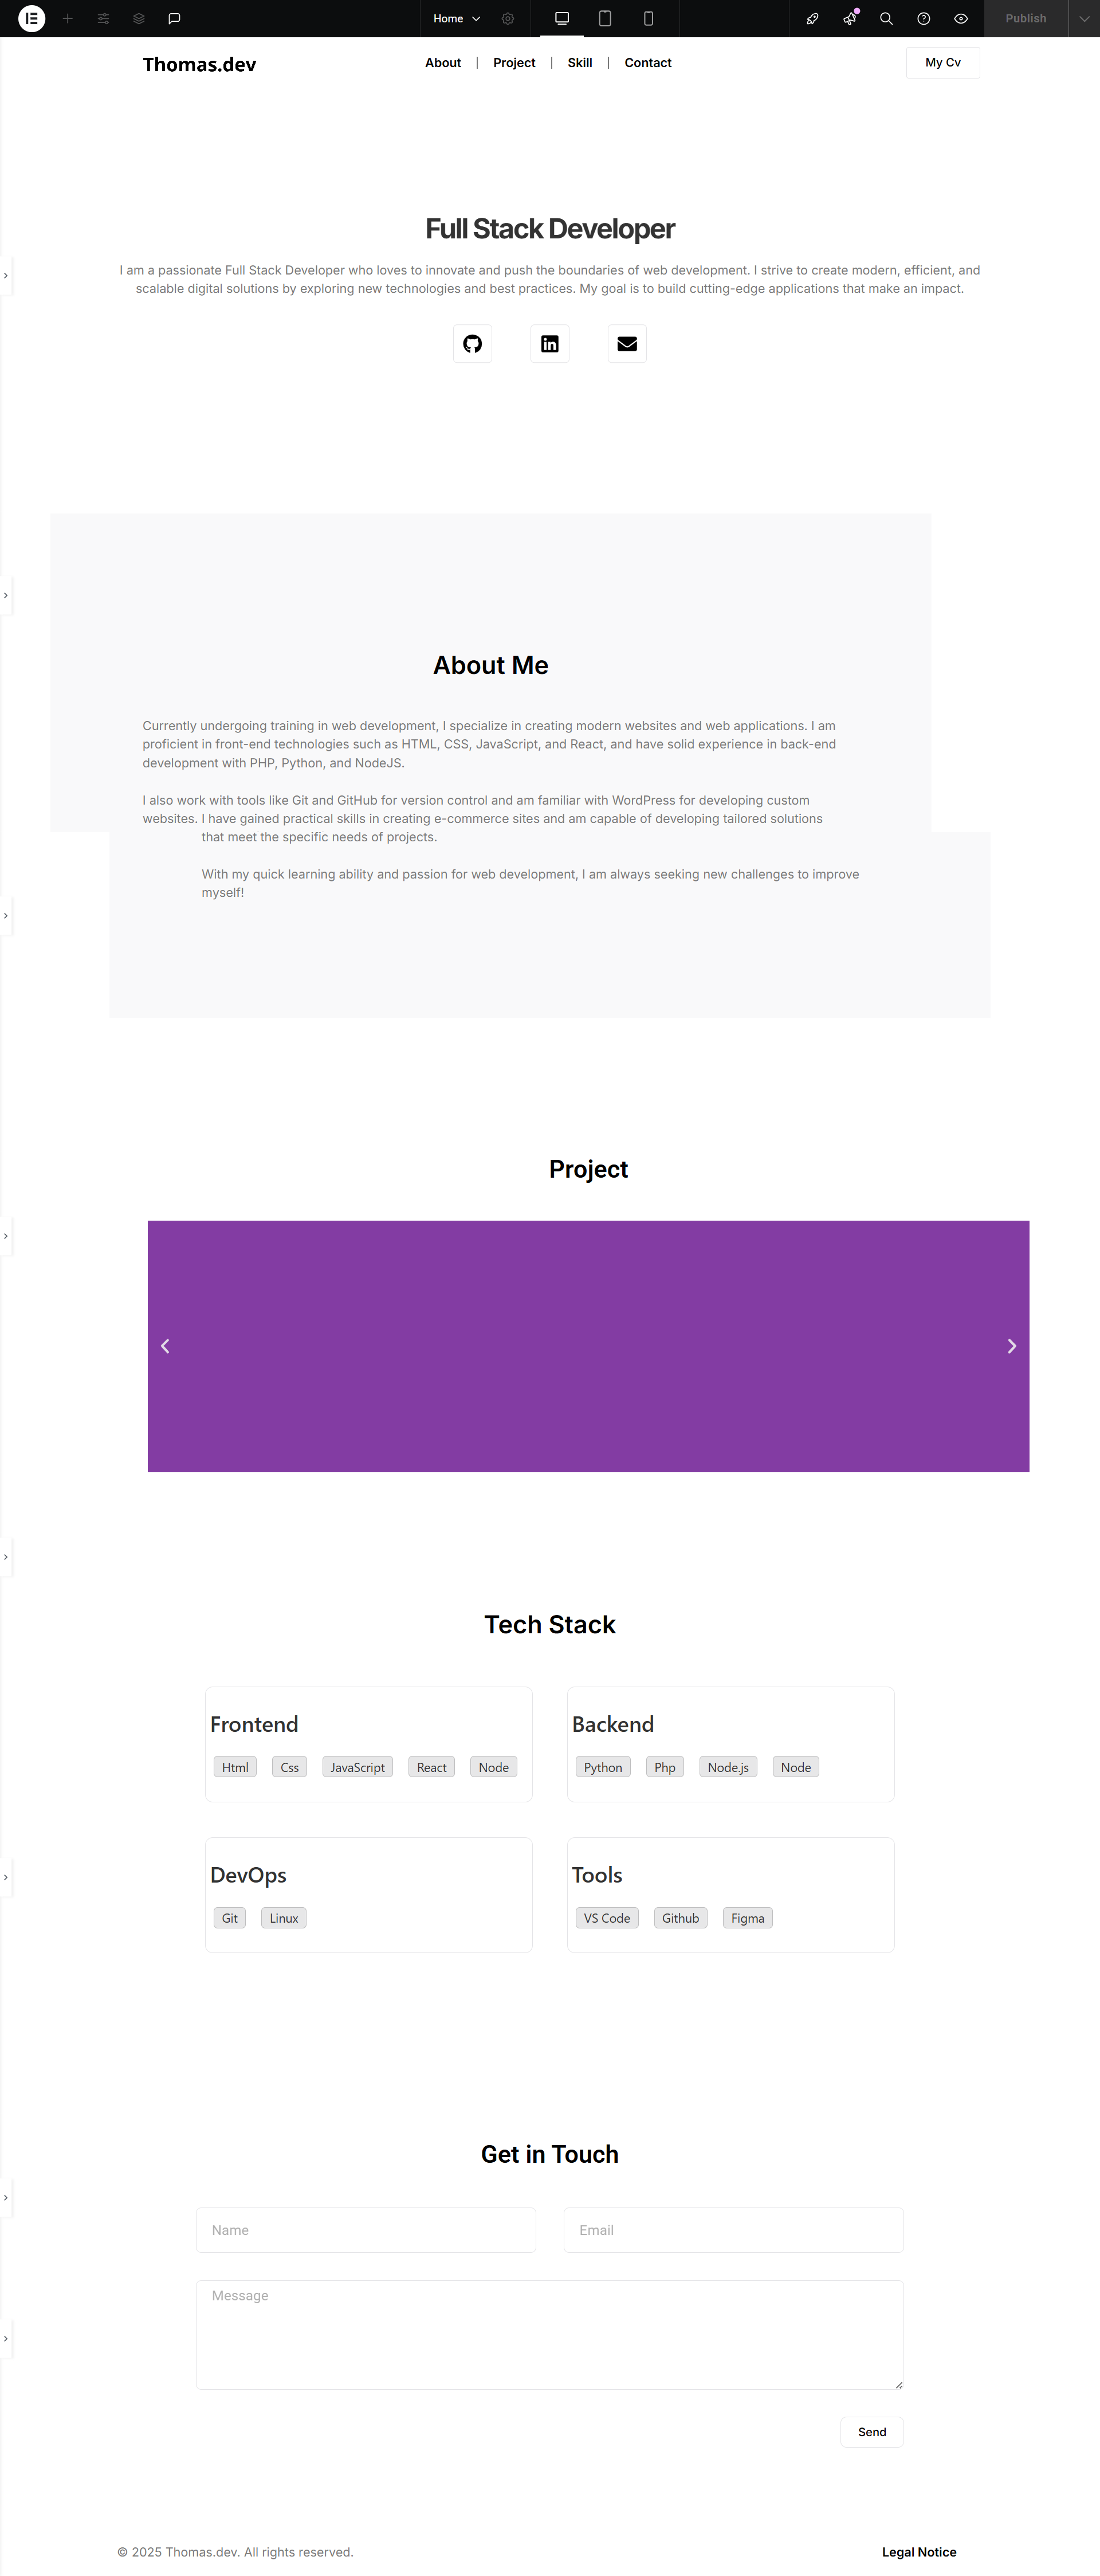 Home
Publish
Thomas.dev
About | Project | Skill | Contact
My Cv
Full Stack Developer
I am a passionate Full Stack Developer who loves to innovate and push the boundaries of web development. I strive to create modern, efficient, and
scalable digital solutions by exploring new technologies and best practices. My goal is to build cutting-edge applications that make an impact.
About Me
Currently undergoing training in web development, I specialize in creating modern websites and web applications. I am
proficient in front-end technologies such as HTML, CSS, JavaScript, and React, and have solid experience in back-end
development with PHP, Python, and NodeJS.
I also work with tools like Git and GitHub for version control and am familiar with WordPress for developing custom
websites. I have gained practical skills in creating e-commerce sites and am capable of developing tailored solutions
that meet the specific needs of projects.
With my quick learning ability and passion for web development, I am always seeking new challenges to improve
myself!
Project
Tech Stack
Frontend
Html Css JavaScript React Node
Backend
Python Php Node.js Node
DevOps
Git Linux
Tools
VS Code Github Figma
Get in Touch
Name
Email
Message
Send
© 2025 Thomas.dev. All rights reserved.
Legal Notice